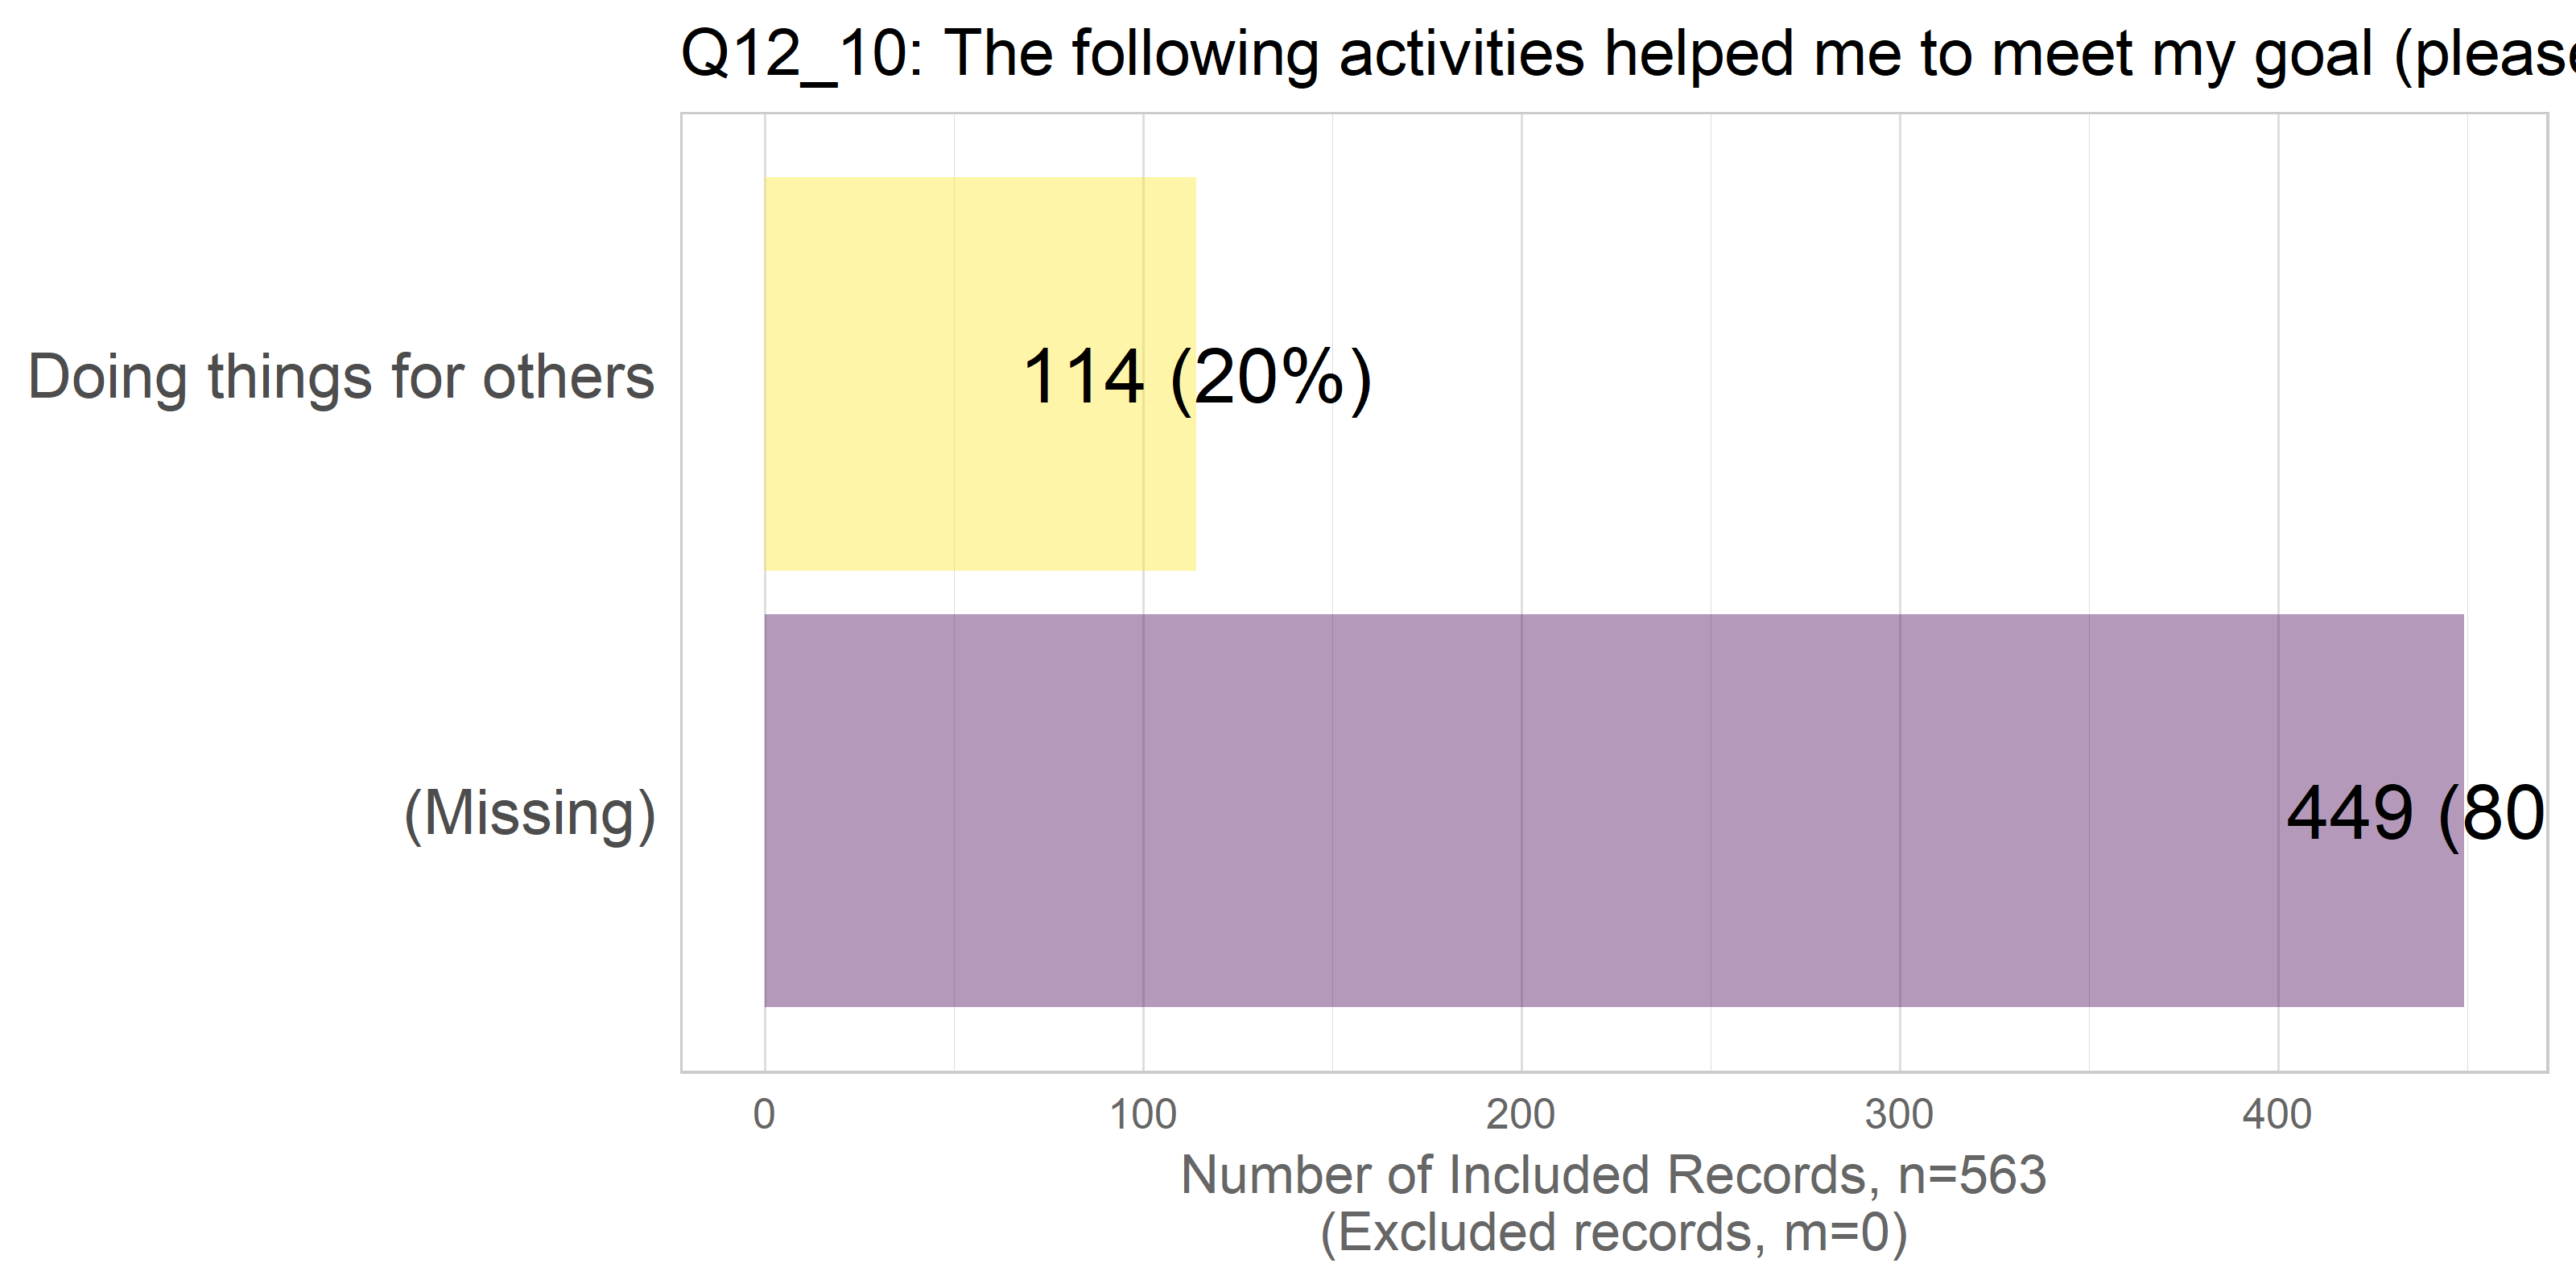 Q12_10: The following activities helped me to meet my goal (please
Doing things for others
114 (20%)
(Missing)
449 (80
0 100 200 300 400
Number of Included Records, n=563
(Excluded records, m=0)